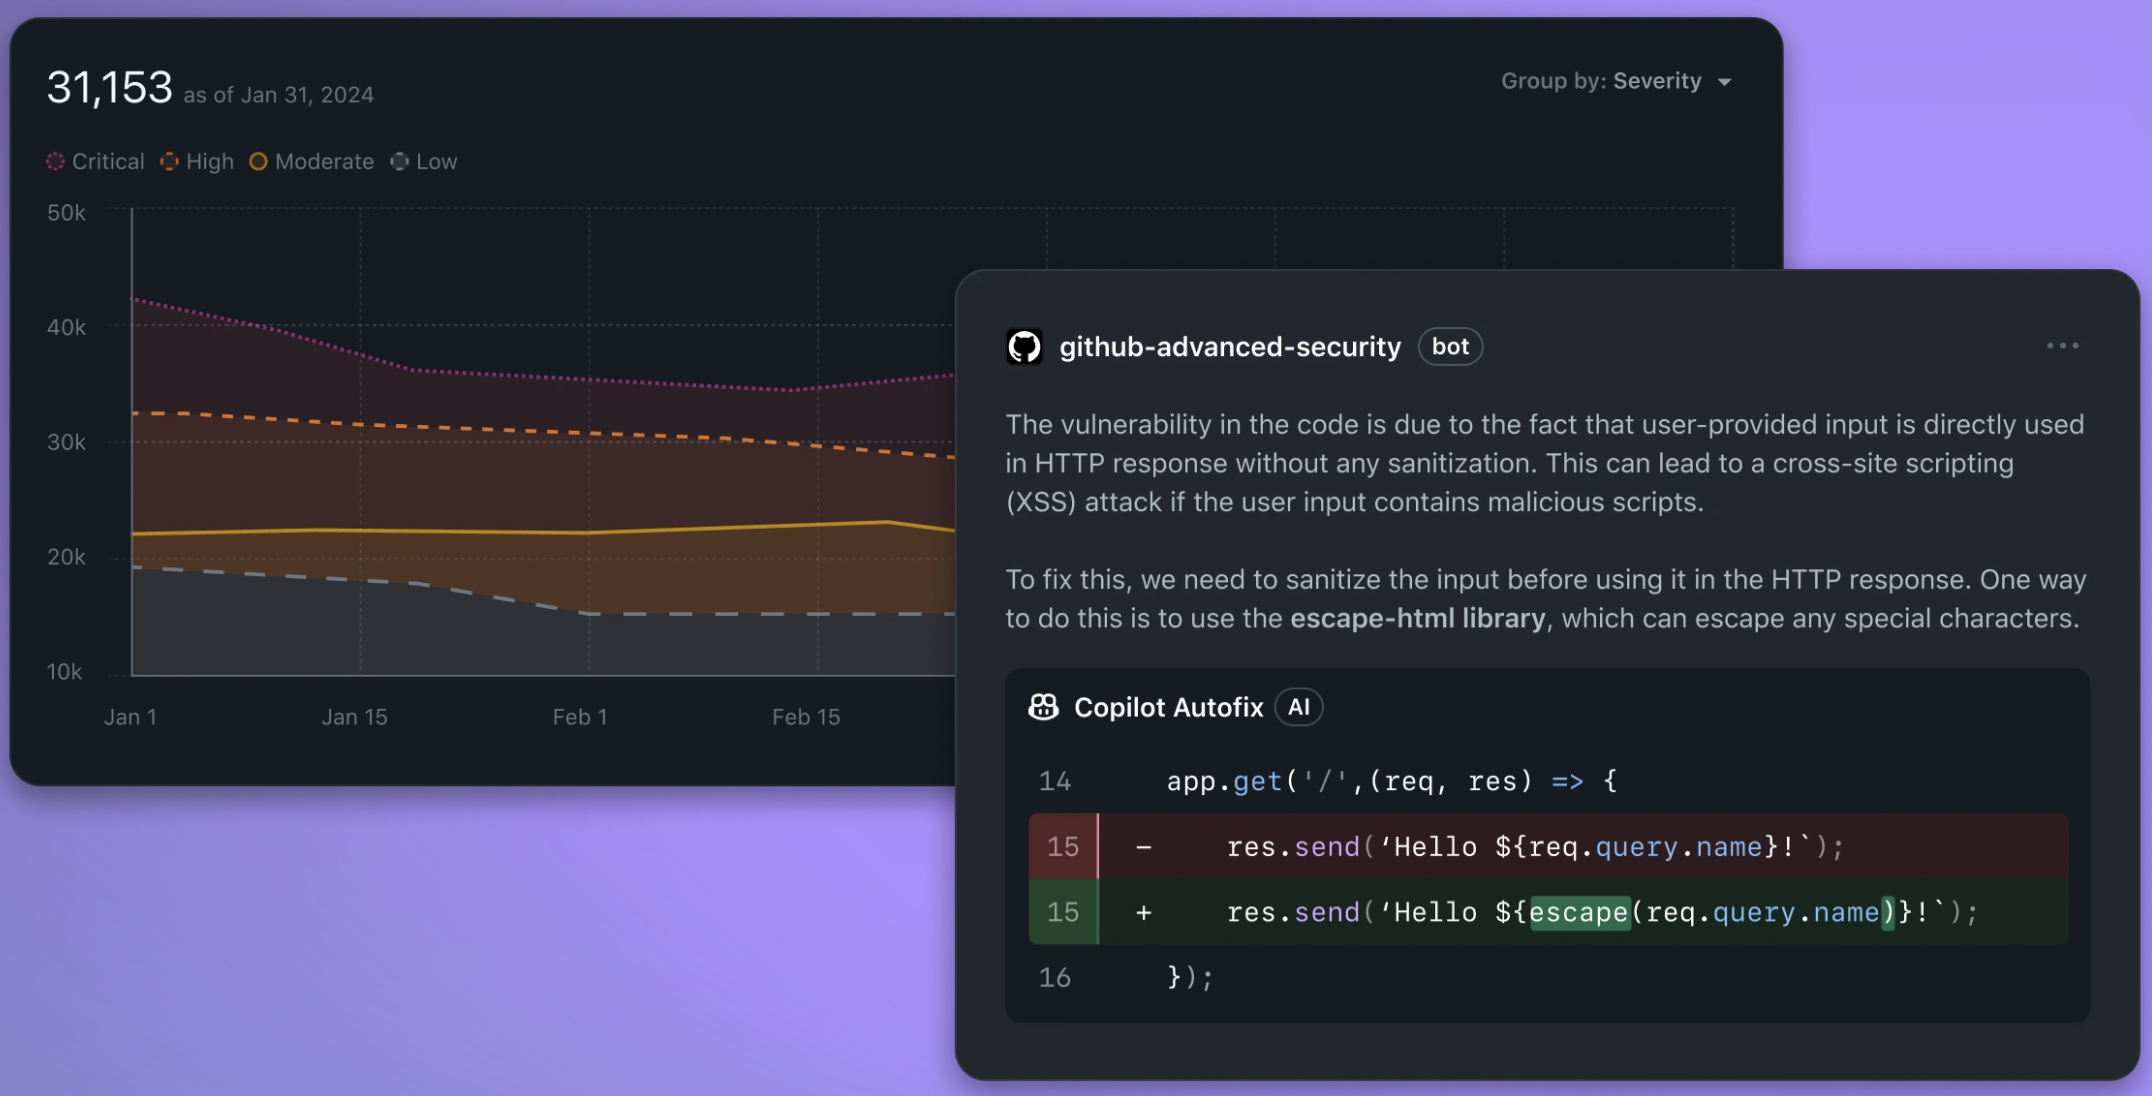 31,153 as of Jan 31, 2024
Group by: Severity
Critical High Moderate Low
50k
40k
30k
20k
10k
Jan 1 Jan 15 Feb 1 Feb 15
github-advanced-security bot
The vulnerability in the code is due to the fact that user-provided input is directly used
in HTTP response without any sanitization. This can lead to a cross-site scripting
(XSS) attack if the user input contains malicious scripts.
To fix this, we need to sanitize the input before using it in the HTTP response. One way
to do this is to use the escape-html library, which can escape any special characters.
Copilot Autofix AI
14 app.get('/',(req, res) => {
15 - res.send(‘Hello ${req.query.name}!`);
15 + res.send(‘Hello ${escape(req.query.name)}!`);
16 });